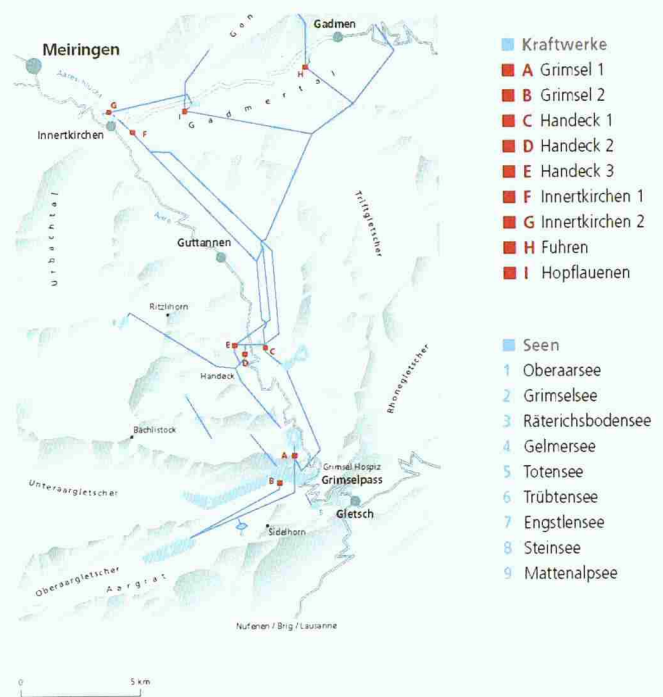 Gadmen
Meiringen
Gen
Aareschlucht
H
Gadmertal
G
I
Innertkirchen
F
Urbachtal
Aare
Triftgletscher
Guttannen
Ritzlihorn
E
C
D
Handeck
Rhonegletscher
Bächlistock
A
Grimsel Hospiz
B
Grimselpass
Unteraargletscher
Gletsch
Sidelhorn
Oberaargletscher
Aargrat
Nufenen / Brig / Lausanne
0 5 km
Kraftwerke
A Grimsel 1
B Grimsel 2
C Handeck 1
D Handeck 2
E Handeck 3
F Innertkirchen 1
G Innertkirchen 2
H Fuhren
I Hopflauenen
Seen
1 Oberaarsee
2 Grimselsee
3 Räterichsbodensee
4 Gelmersee
5 Totensee
6 Trübtensee
7 Engstlensee
8 Steinsee
9 Mattenalpsee